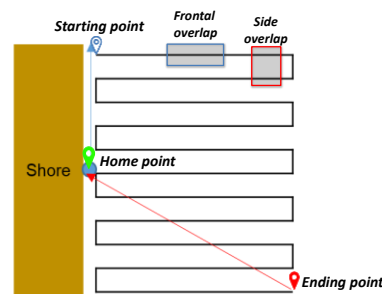 Starting point
Frontal
overlap
Side
overlap
Shore
Home point
Ending point